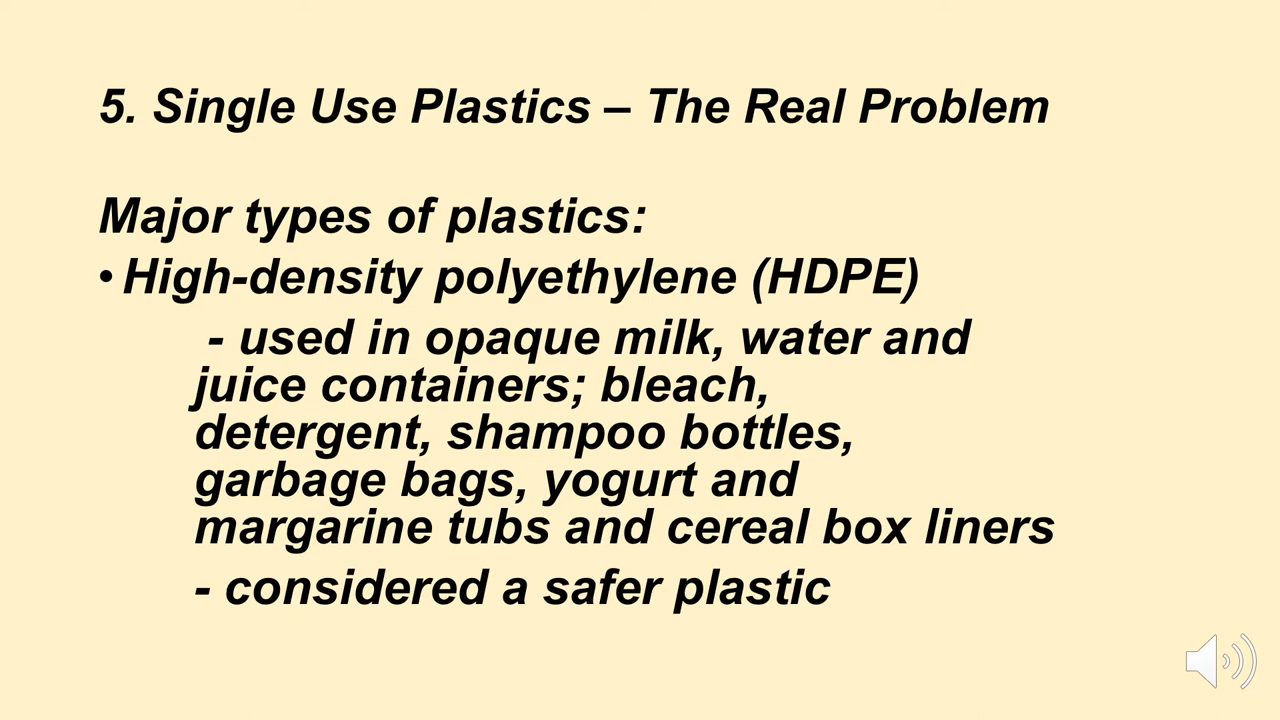 5. Single Use Plastics – The Real Problem
Major types of plastics:
• High-density polyethylene (HDPE)
- used in opaque milk, water and
juice containers; bleach,
detergent, shampoo bottles,
garbage bags, yogurt and
margarine tubs and cereal box liners
- considered a safer plastic